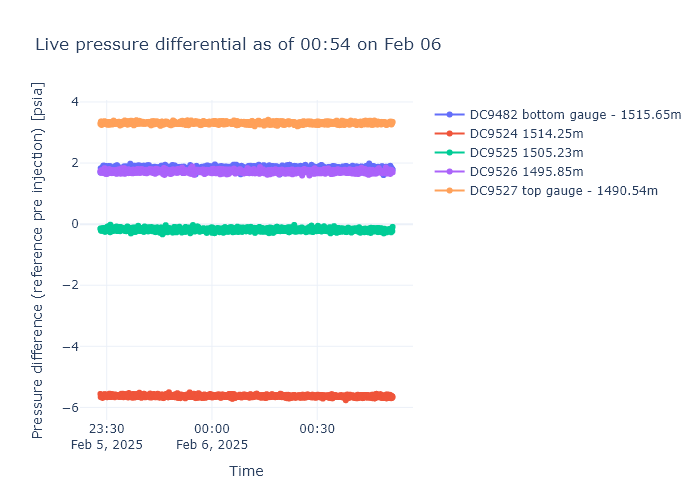 Live pressure differential as of 00:54 on Feb 06
Pressure difference (reference pre injection) [psia]
4
2
0
−2
−4
−6
23:30
Feb 5, 2025
00:00
Feb 6, 2025
00:30
Time
DC9482 bottom gauge - 1515.65m
DC9524 1514.25m
DC9525 1505.23m
DC9526 1495.85m
DC9527 top gauge - 1490.54m